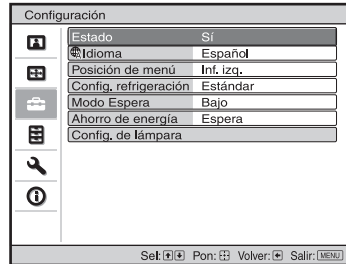 Configuración
Estado Sí
Idioma Español
Posición de menú Inf. izq.
Config. refrigeración Estándar
Modo Espera Bajo
Ahorro de energía Espera
Config. de lámpara
Sel: Pon: Volver: Salir: MENU